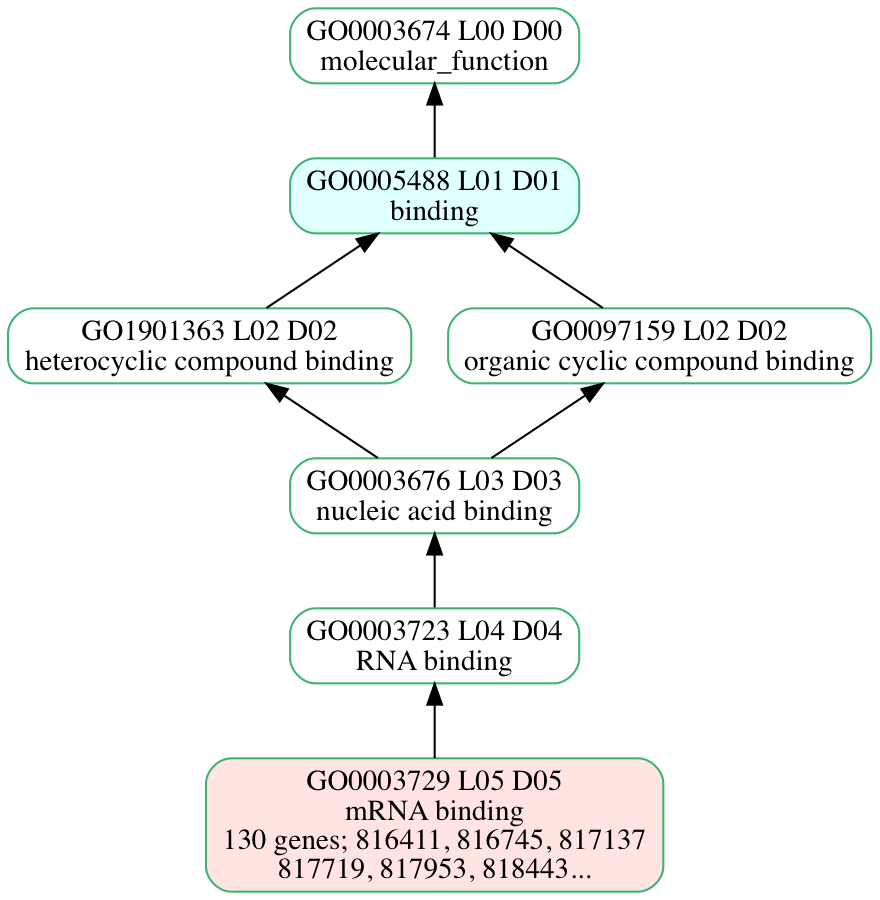 GO0003674 L00 D00
molecular_function
GO0005488 L01 D01
binding
GO1901363 L02 D02
heterocyclic compound binding
GO0097159 L02 D02
organic cyclic compound binding
GO0003676 L03 D03
nucleic acid binding
GO0003723 L04 D04
RNA binding
GO0003729 L05 D05
mRNA binding
130 genes; 816411, 816745, 817137
817719, 817953, 818443...